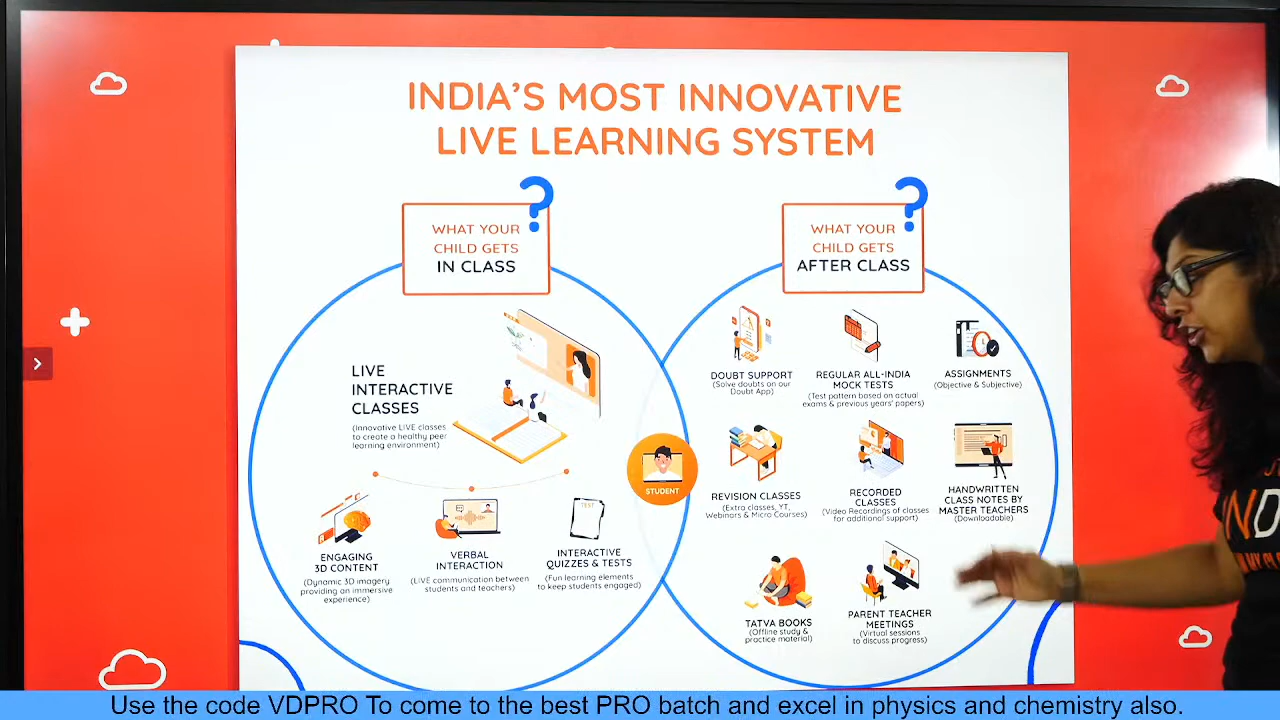 INDIA'S MOST INNOVATIVE
LIVE LEARNING SYSTEM
?
WHAT YOUR
CHILD GETS
IN CLASS
LIVE
INTERACTIVE
CLASSES
(Innovative LIVE classes
to create a healthy peer
learning environment)
ENGAGING
3D CONTENT
(Dynamic 3D imagery
providing an immersive
experience)
VERBAL
INTERACTION
(LIVE communication between
students and teachers)
TEST
INTERACTIVE
QUIZZES & TESTS
(Fun learning elements
to keep students engaged)
STUDENT
?
WHAT YOUR
CHILD GETS
AFTER CLASS
DOUBT SUPPORT
(Solve doubts on our
Doubt App)
REGULAR ALL-INDIA
MOCK TESTS
(Test pattern based on actual
exams & previous years' papers)
ASSIGNMENTS
(Objective & Subjective)
REVISION CLASSES
(Extra classes, YT,
Webinars & Micro Courses)
RECORDED
CLASSES
(Video Recordings of classes
for additional support)
HANDWRITTEN
CLASS NOTES BY
MASTER TEACHERS
(Downloadable)
TATVA BOOKS
(Offline study &
practice material)
PARENT TEACHER
MEETINGS
(Virtual sessions
to discuss progress)
Use the code VDPRO To come to the best PRO batch and excel in physics and chemistry also.